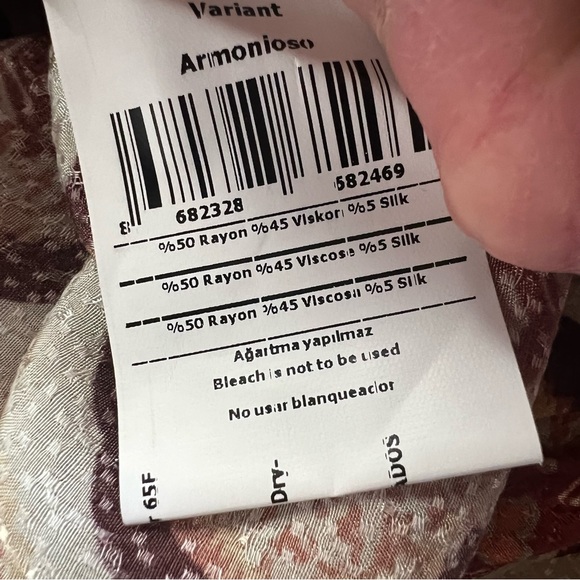 Variant
Armonioso
8 682328 682469
%50 Rayon %45 Viskon %5 Silk
%50 Rayon %45 Viscose %5 Silk
%50 Rayon %45 Viscosa %5 Silk
Ağartma yapılmaz
Bleach is not to be used
No usar blanqueador
65F
Dry-
ADOS